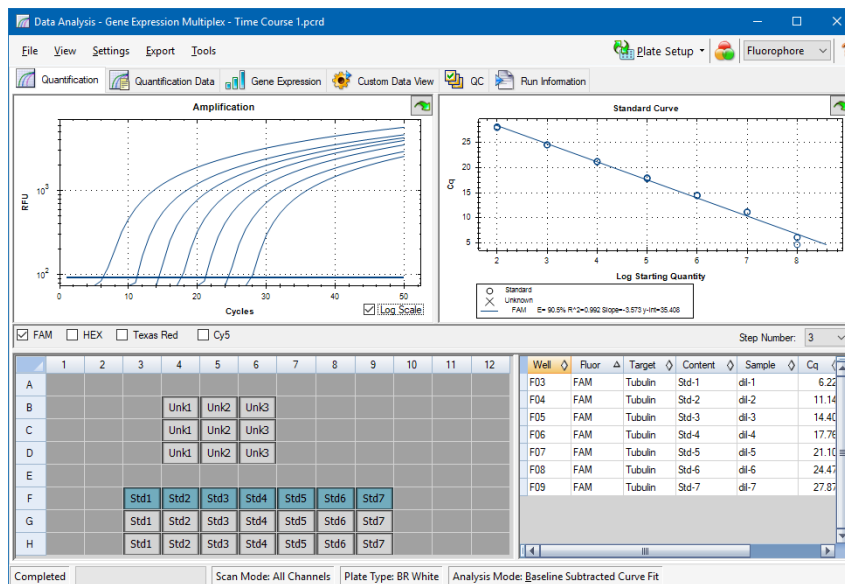 Data Analysis - Gene Expression Multiplex - Time Course 1.pcrd
File View Settings Export Tools Plate Setup Fluorophore
Quantification Quantification Data Gene Expression Custom Data View QC Run Information
Amplification
RFU
10^3
10^2
0 10 20 30 40 50
Cycles
Log Scale
Standard Curve
Cq
25
20
15
10
5
2 3 4 5 6 7 8
Log Starting Quantity
Standard
Unknown
FAM E= 90.5% R^2=0.992 Slope=-3.573 y-int=35.408
FAM HEX Texas Red Cy5 Step Number: 3
1 2 3 4 5 6 7 8 9 10 11 12
A
B Unk1 Unk2 Unk3
C Unk1 Unk2 Unk3
D Unk1 Unk2 Unk3
E
F Std1 Std2 Std3 Std4 Std5 Std6 Std7
G Std1 Std2 Std3 Std4 Std5 Std6 Std7
H Std1 Std2 Std3 Std4 Std5 Std6 Std7
Well Fluor Target Content Sample Cq
F03 FAM Tubulin Std-1 dil-1 6.22
F04 FAM Tubulin Std-2 dil-2 11.14
F05 FAM Tubulin Std-3 dil-3 14.40
F06 FAM Tubulin Std-4 dil-4 17.76
F07 FAM Tubulin Std-5 dil-5 21.10
F08 FAM Tubulin Std-6 dil-6 24.47
F09 FAM Tubulin Std-7 dil-7 27.87
Completed Scan Mode: All Channels Plate Type: BR White Analysis Mode: Baseline Subtracted Curve Fit